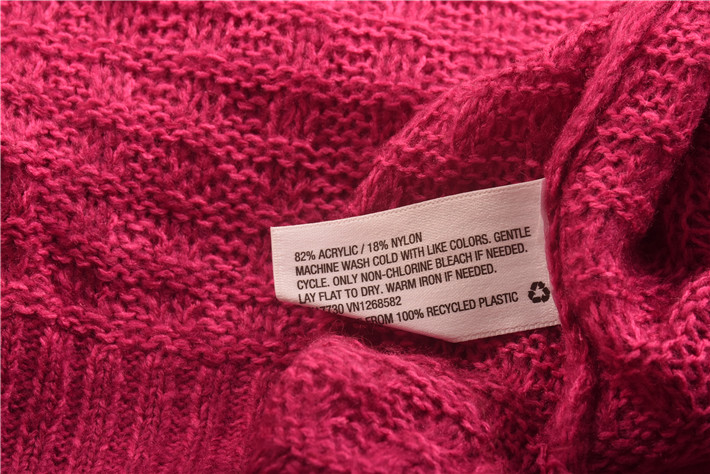 82% ACRYLIC / 18% NYLON
MACHINE WASH COLD WITH LIKE COLORS. GENTLE
CYCLE. ONLY NON-CHLORINE BLEACH IF NEEDED.
LAY FLAT TO DRY. WARM IRON IF NEEDED.
VN1268582
FROM 100% RECYCLED PLASTIC